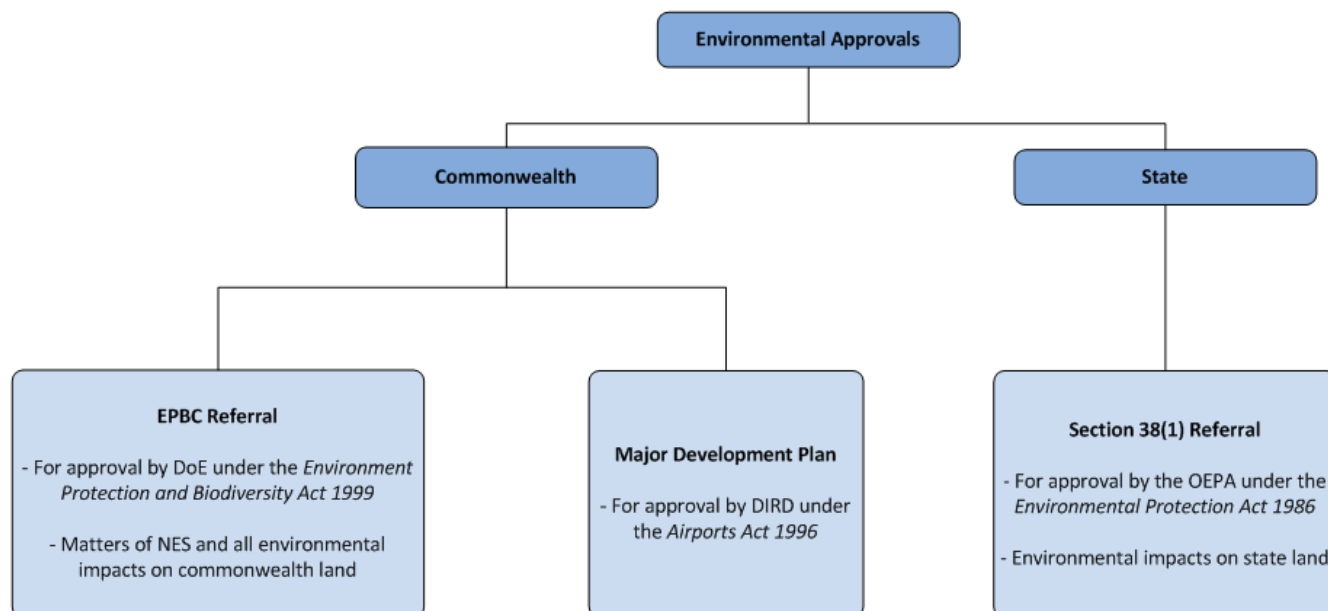 Environmental Approvals
Commonwealth
State
EPBC Referral
- For approval by DoE under the Environment
Protection and Biodiversity Act 1999
- Matters of NES and all environmental
impacts on commonwealth land
Major Development Plan
- For approval by DIRD under
the Airports Act 1996
Section 38(1) Referral
- For approval by the OEPA under the
Environmental Protection Act 1986
- Environmental impacts on state land